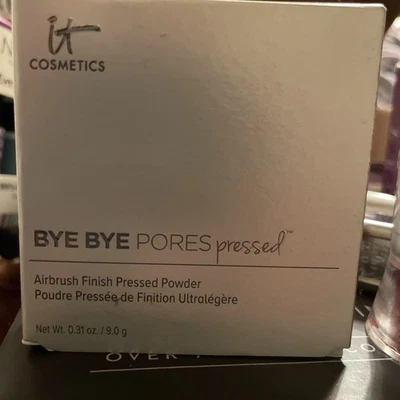 it
COSMETICS
BYE BYE PORES pressed™
Airbrush Finish Pressed Powder
Poudre Pressée de Finition Ultralégère
Net Wt. 0.31 oz. / 9.0 g
OVER